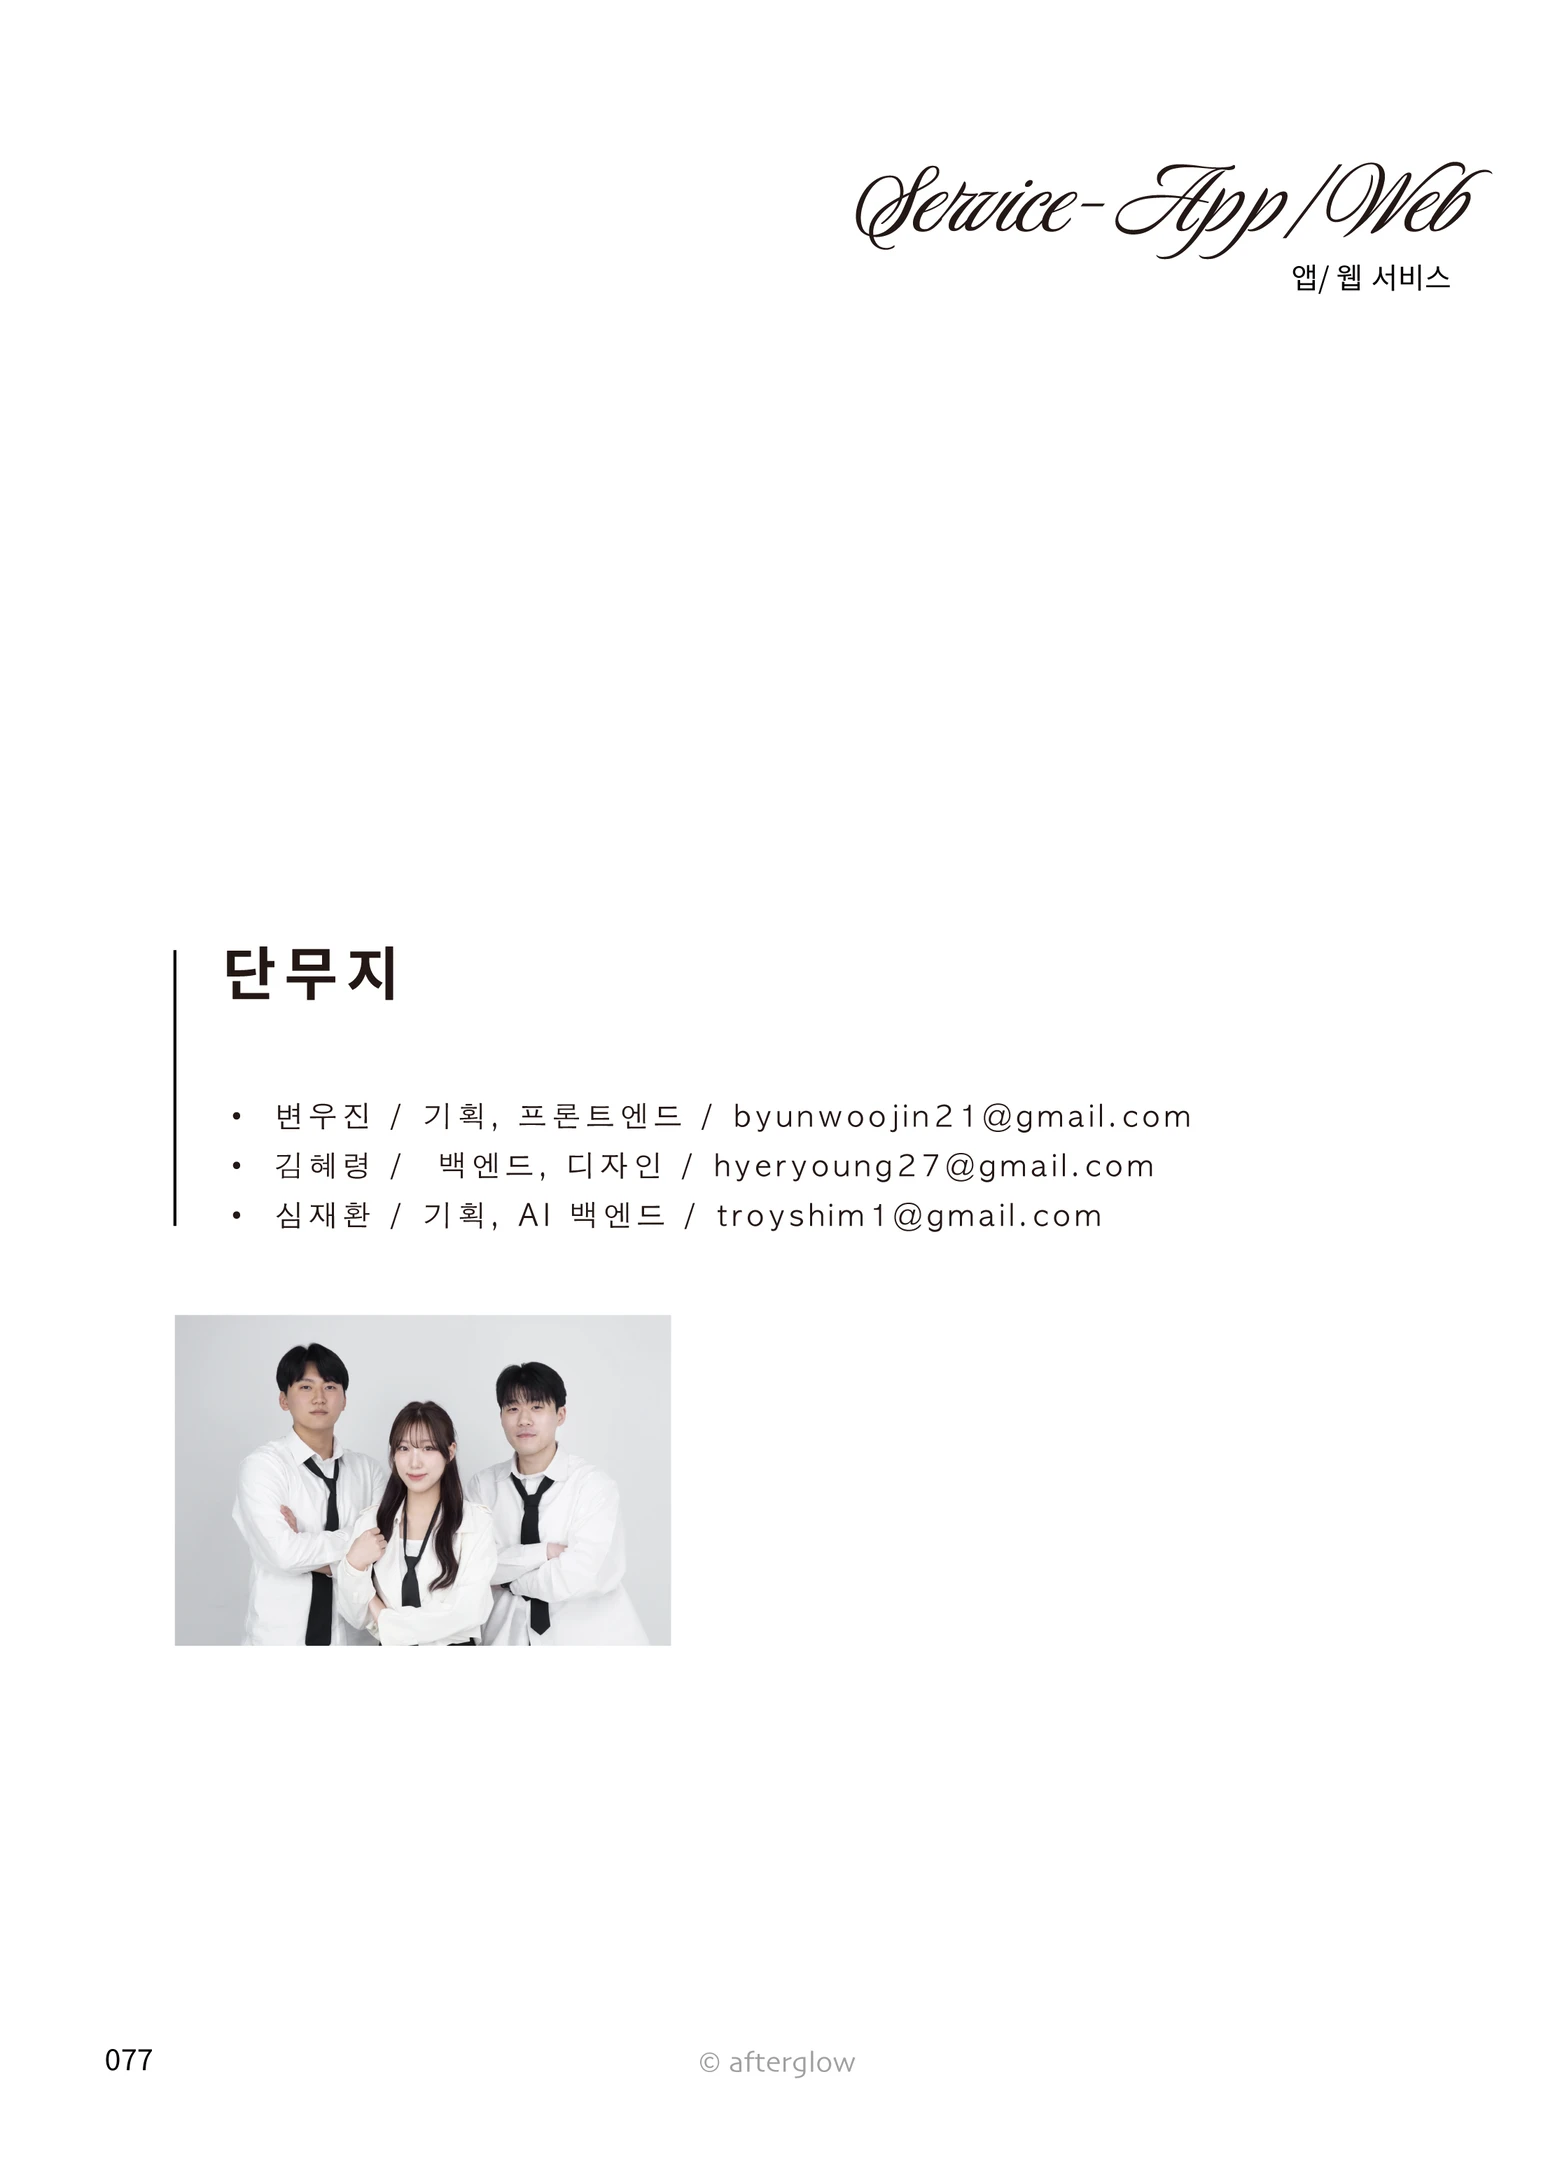 Service-App/Web
앱/ 웹 서비스
단무지
• 변우진 / 기획, 프론트엔드 / byunwoojin21@gmail.com
• 김혜령 / 백엔드, 디자인 / hyeryoung27@gmail.com
• 심재환 / 기획, AI 백엔드 / troyshim1@gmail.com
077
© afterglow